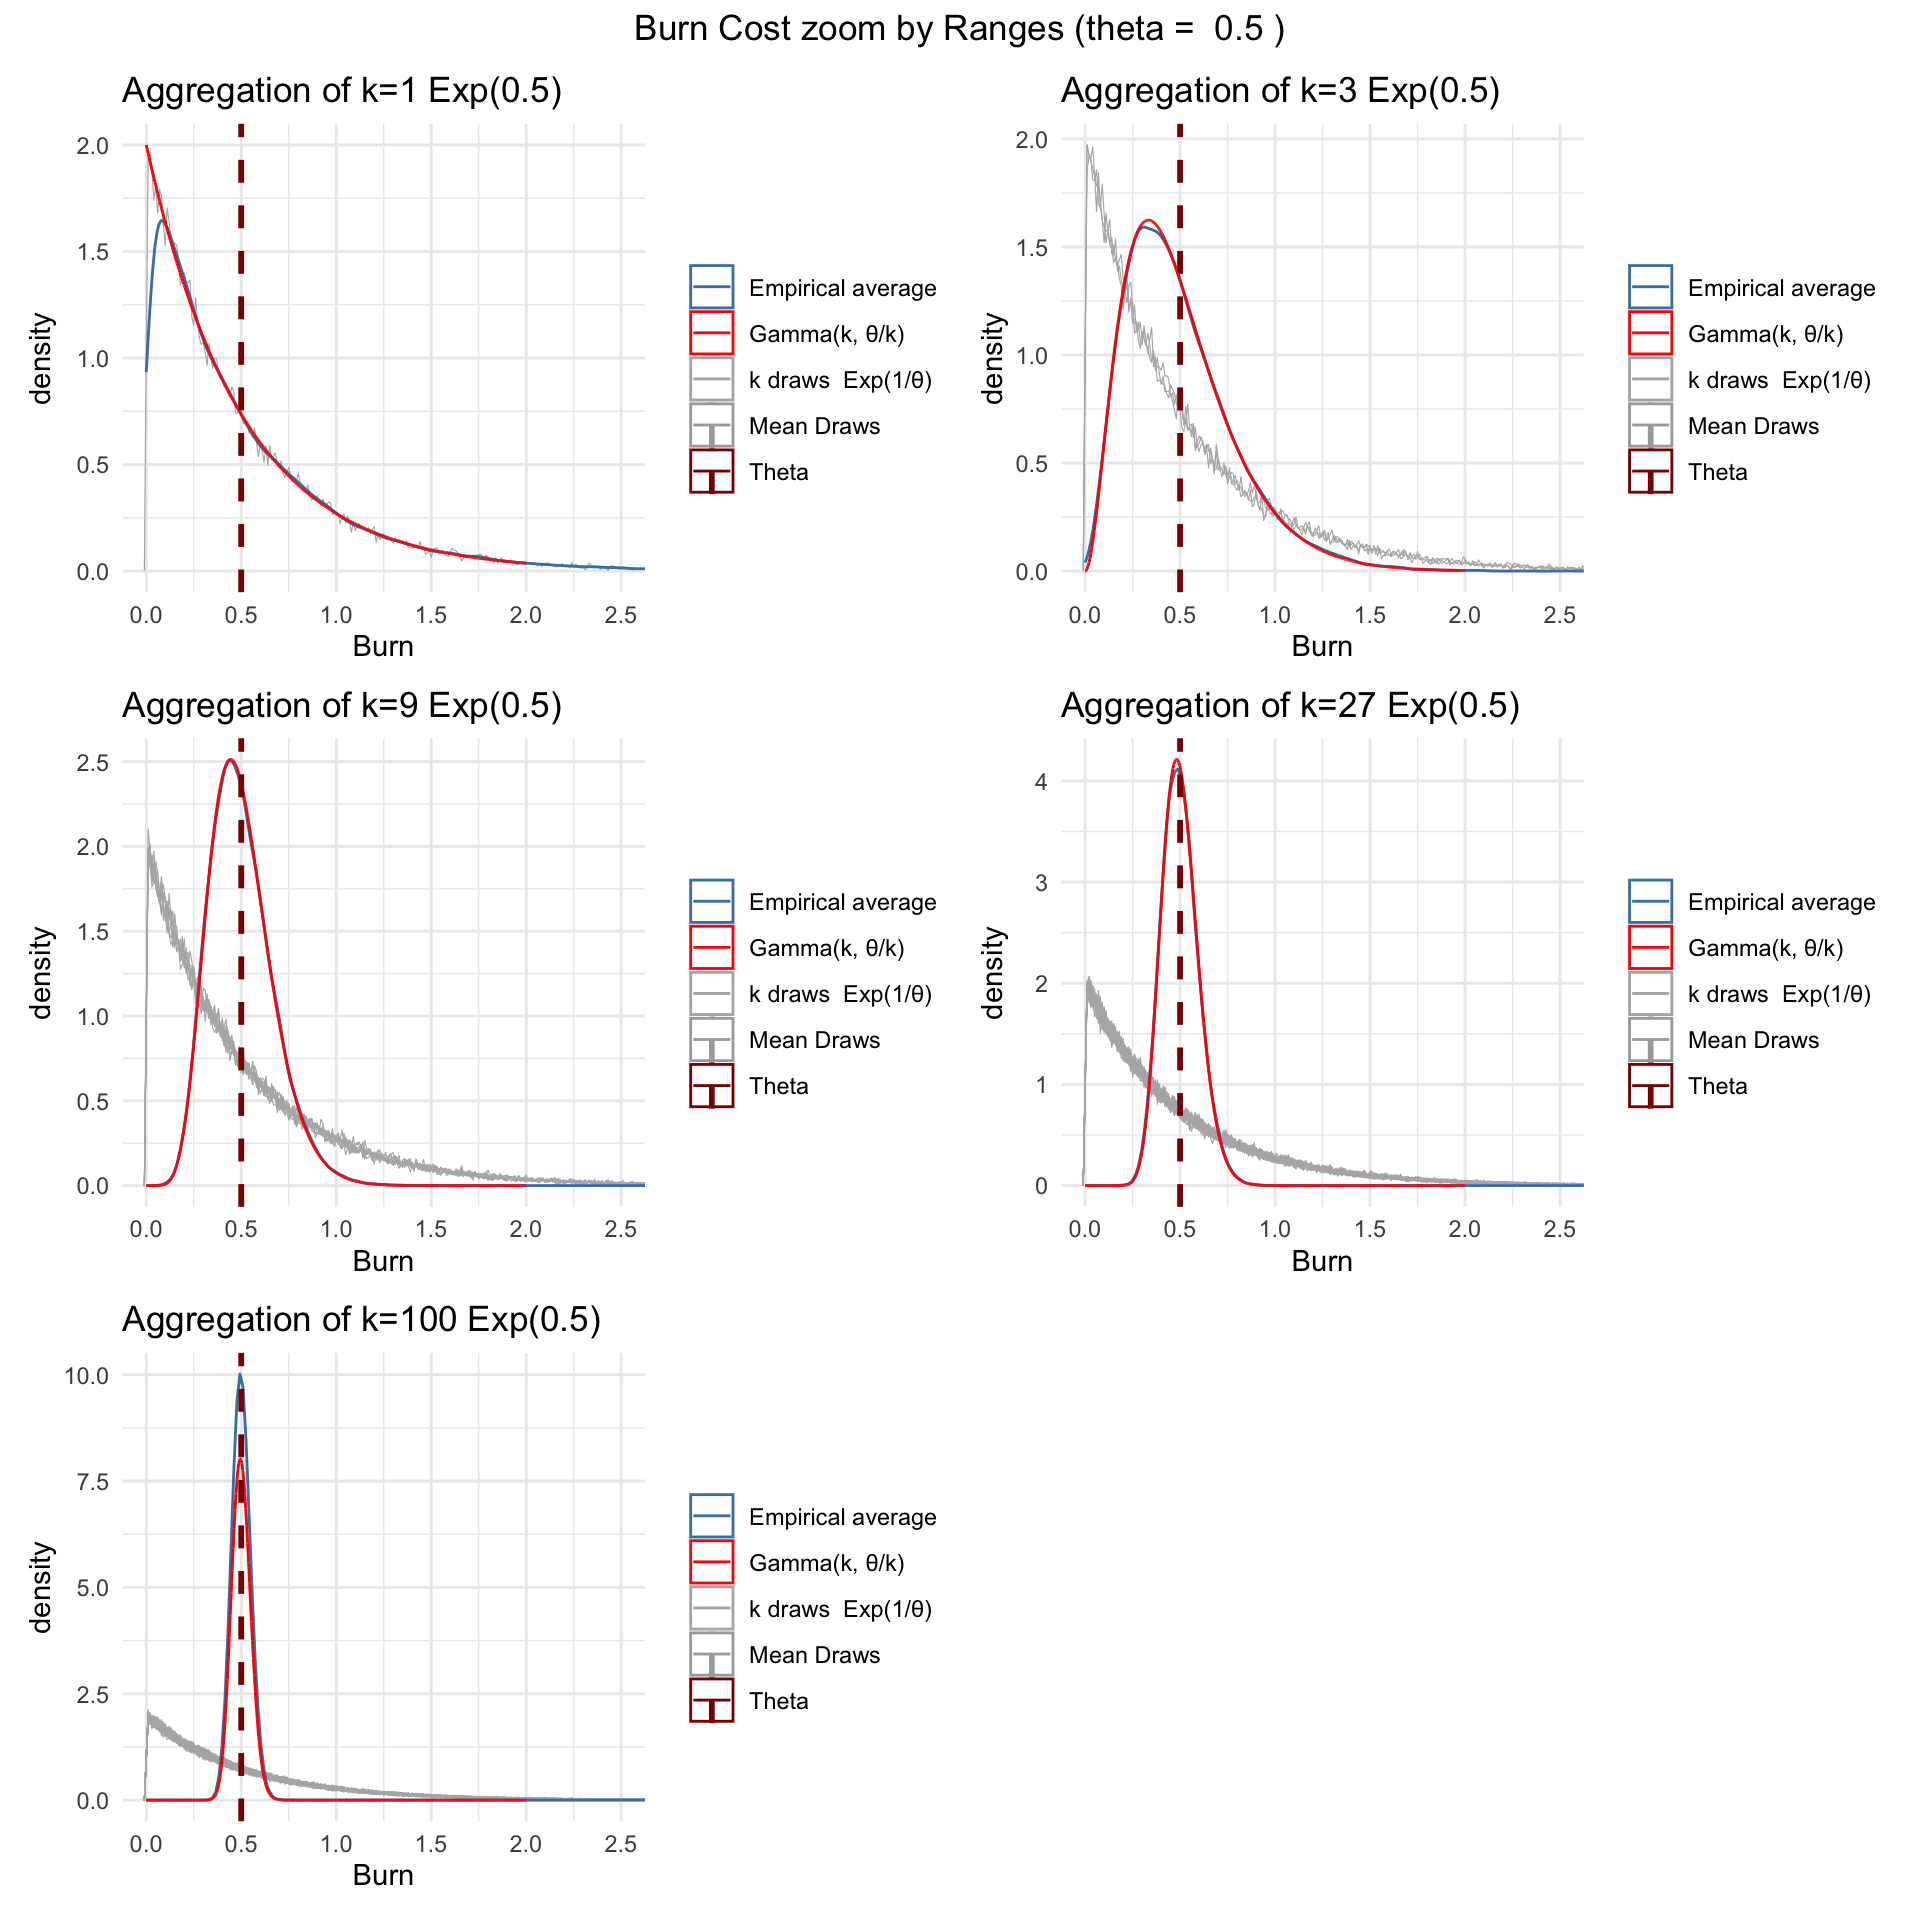 Burn Cost zoom by Ranges (theta =  0.5 )
Aggregation of k=1 Exp(0.5)
2.0
1.5
1.0
0.5
0.0
density
0.0 0.5 1.0 1.5 2.0 2.5
Burn
Empirical average
Gamma(k, θ/k)
k draws  Exp(1/θ)
Mean Draws
Theta
Aggregation of k=3 Exp(0.5)
2.0
1.5
1.0
0.5
0.0
density
0.0 0.5 1.0 1.5 2.0 2.5
Burn
Empirical average
Gamma(k, θ/k)
k draws  Exp(1/θ)
Mean Draws
Theta
Aggregation of k=9 Exp(0.5)
2.5
2.0
1.5
1.0
0.5
0.0
density
0.0 0.5 1.0 1.5 2.0 2.5
Burn
Empirical average
Gamma(k, θ/k)
k draws  Exp(1/θ)
Mean Draws
Theta
Aggregation of k=27 Exp(0.5)
4
3
2
1
0
density
0.0 0.5 1.0 1.5 2.0 2.5
Burn
Empirical average
Gamma(k, θ/k)
k draws  Exp(1/θ)
Mean Draws
Theta
Aggregation of k=100 Exp(0.5)
10.0
7.5
5.0
2.5
0.0
density
0.0 0.5 1.0 1.5 2.0 2.5
Burn
Empirical average
Gamma(k, θ/k)
k draws  Exp(1/θ)
Mean Draws
Theta